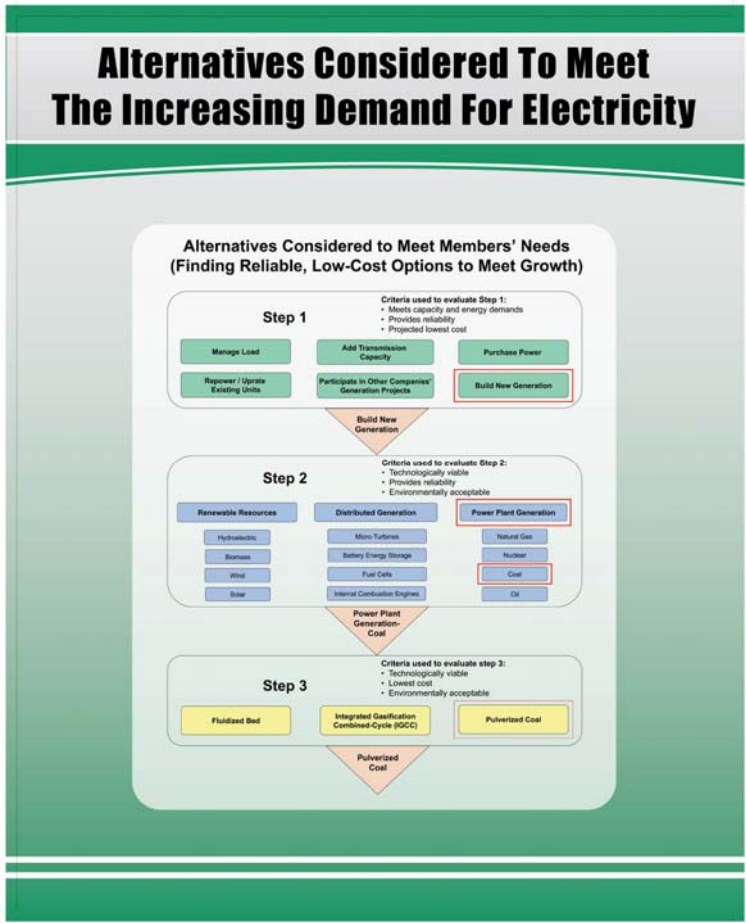 Alternatives Considered To Meet
The Increasing Demand For Electricity
Alternatives Considered to Meet Members' Needs
(Finding Reliable, Low-Cost Options to Meet Growth)
Step 1
Criteria used to evaluate Step 1:
• Meets capacity and energy demands
• Provides reliability
• Projected lowest cost
Manage Load
Add Transmission
Capacity
Purchase Power
Repower / Uprate
Existing Units
Participate in Other Companies'
Generation Projects
Build New Generation
Build New
Generation
Step 2
Criteria used to evaluate Step 2:
• Technologically viable
• Provides reliability
• Environmentally acceptable
Renewable Resources
Distributed Generation
Power Plant Generation
Hydroelectric
Micro-Turbines
Natural Gas
Biomass
Battery Energy Storage
Nuclear
Wind
Fuel Cells
Coal
Solar
Internal Combustion Engines
Oil
Power Plant
Generation-
Coal
Step 3
Criteria used to evaluate step 3:
• Technologically viable
• Lowest cost
• Environmentally acceptable
Fluidized Bed
Integrated Gasification
Combined-Cycle (IGCC)
Pulverized Coal
Pulverized
Coal